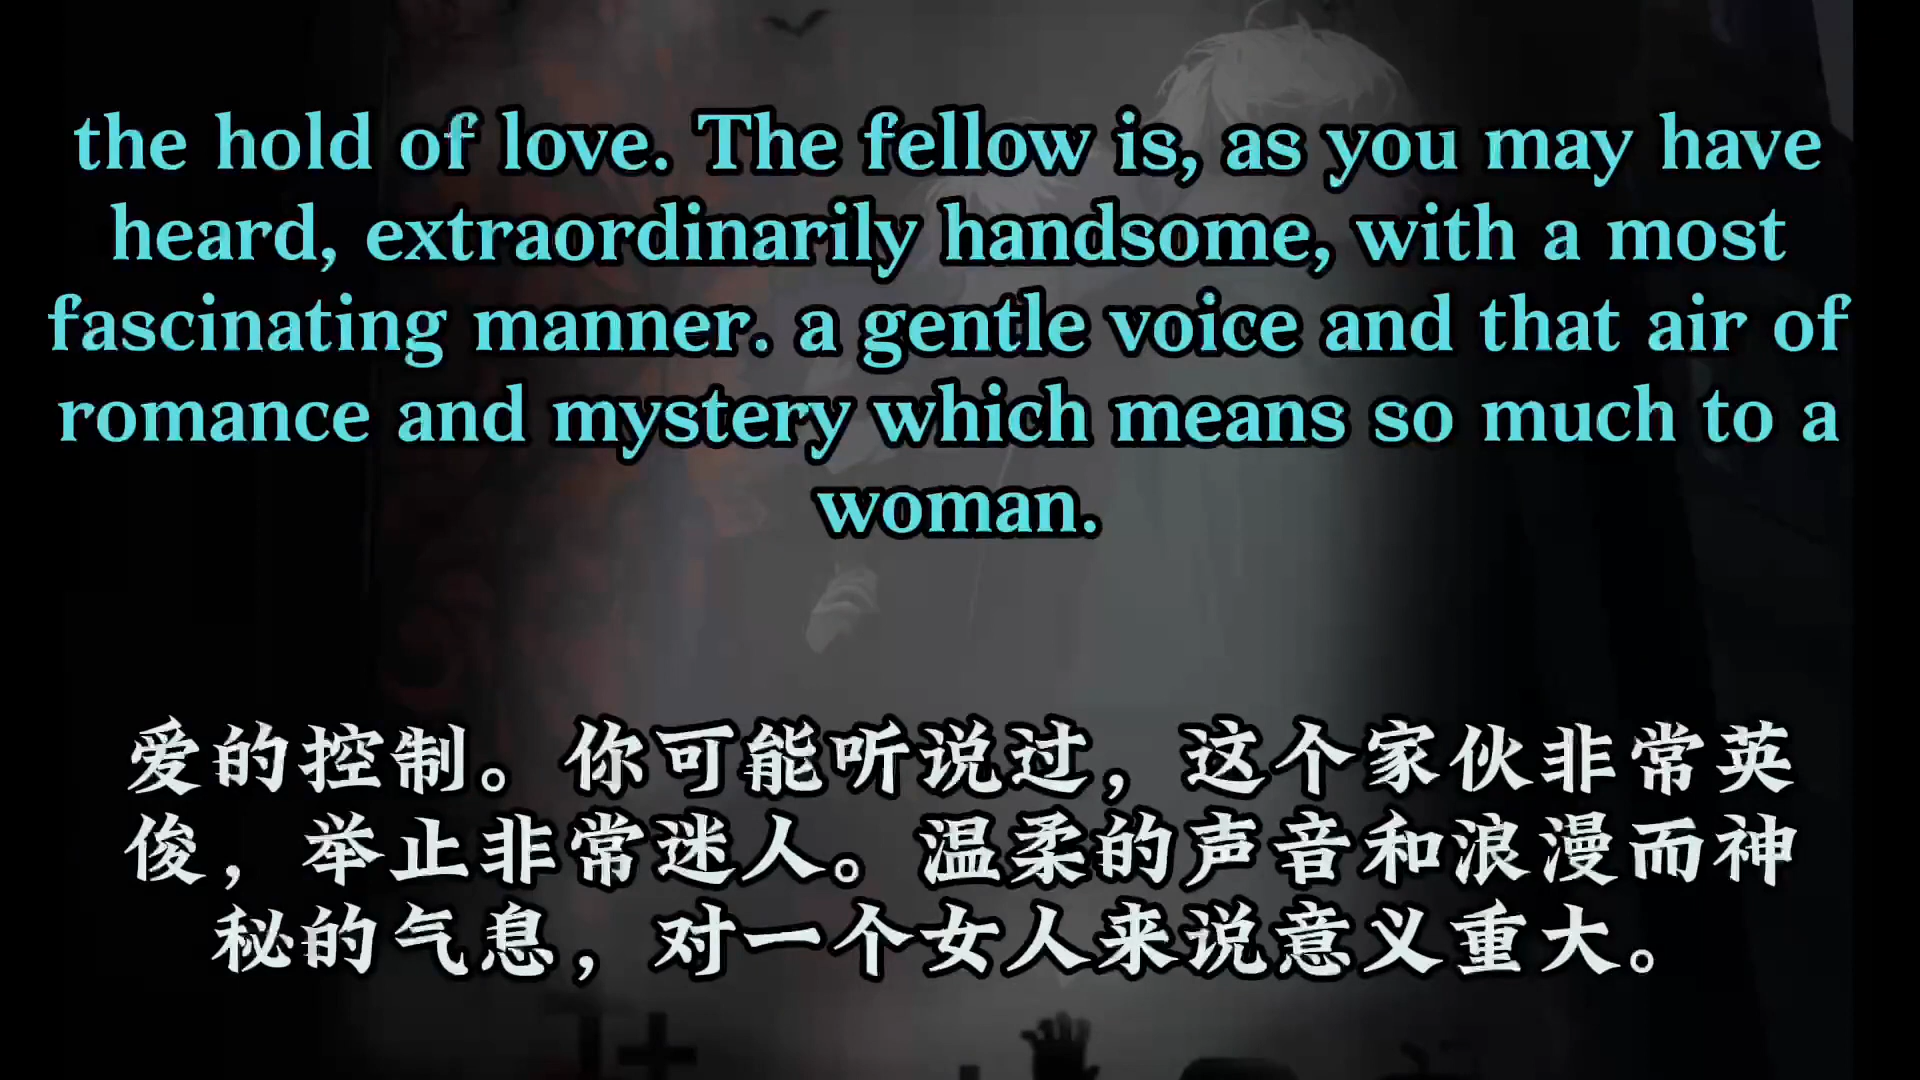 the hold of love. The fellow is, as you may have
heard, extraordinarily handsome, with a most
fascinating manner. a gentle voice and that air of
romance and mystery which means so much to a
woman.
爱的控制。你可能听说过，这个家伙非常英
俊，举止非常迷人。温柔的声音和浪漫而神
秘的气息，对一个女人来说意义重大。